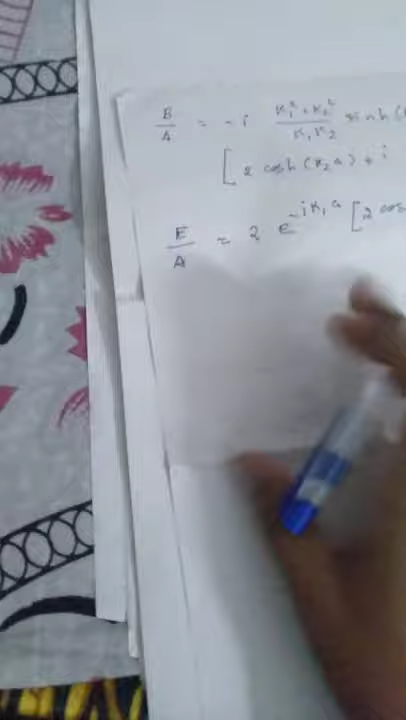 B/A = -i (k₁² + k₂²)/(k₁k₂) sinh(
[2 cosh(k₂a) + i
E/A = 2 e^(-ik₁a) [2 cos